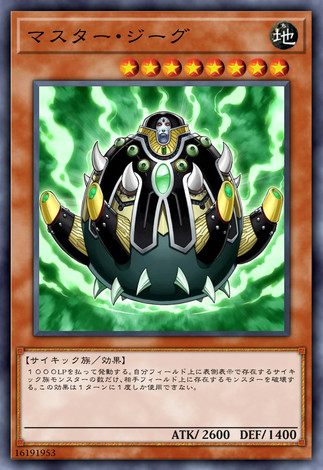 マスター・ジーグ
地
【サイキック族／効果】
１０００ＬＰを払って発動する。自分フィールド上に表側表示で存在するサイキッ
ク族モンスターの数だけ、相手フィールド上に存在するモンスターを破壊す
る。この効果は１ターンに１度しか使用できない。
ATK/ 2600 DEF/1400
16191953